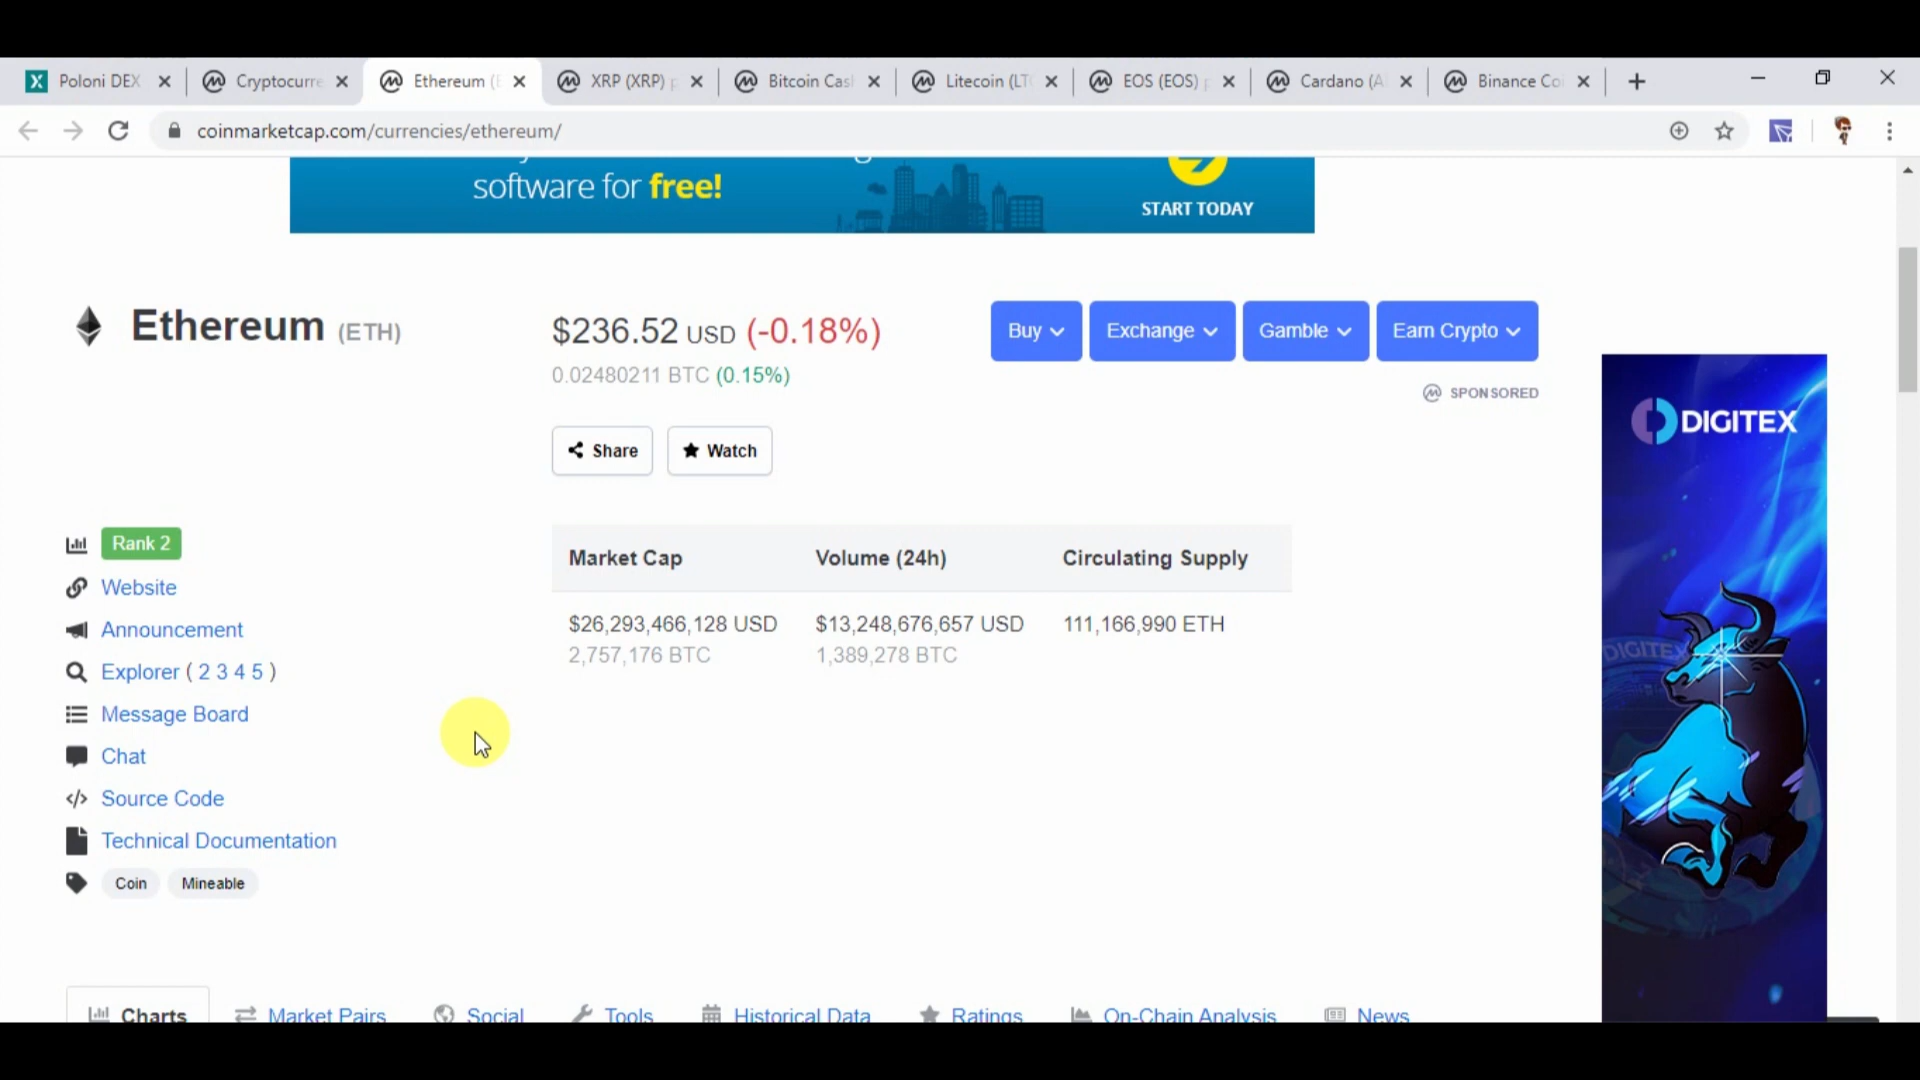 Poloni DEX
Cryptocurre
Ethereum (E
XRP (XRP) p
Bitcoin Cas
Litecoin (LT
EOS (EOS) p
Cardano (A
Binance Co
coinmarketcap.com/currencies/ethereum/
software for free!
START TODAY
Ethereum (ETH)
$236.52 USD (-0.18%)
0.02480211 BTC (0.15%)
Buy
Exchange
Gamble
Earn Crypto
SPONSORED
Share
Watch
DIGITEX
Rank 2
Website
Announcement
Explorer ( 2 3 4 5 )
Message Board
Chat
Source Code
Technical Documentation
Coin
Mineable
Market Cap
Volume (24h)
Circulating Supply
$26,293,466,128 USD
$13,248,676,657 USD
111,166,990 ETH
2,757,176 BTC
1,389,278 BTC
DIGITEX
Charts
Market Pairs
Social
Tools
Historical Data
Ratings
On-Chain Analysis
News